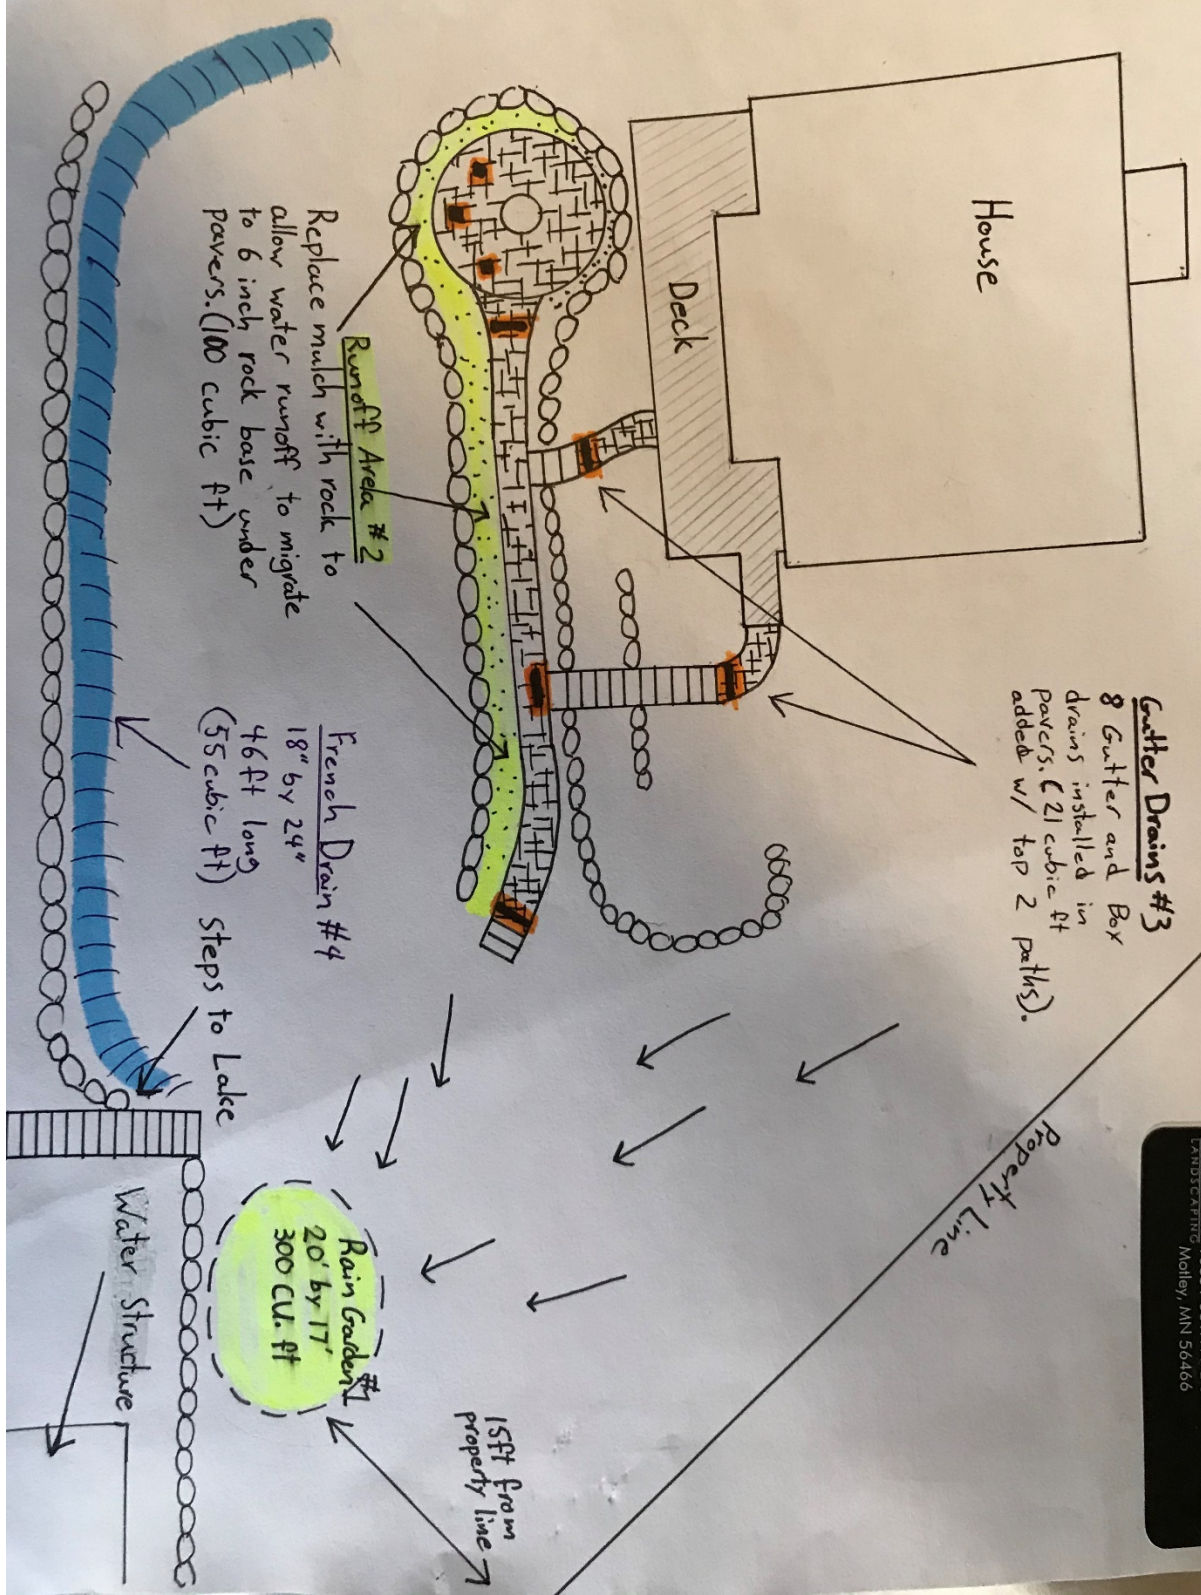 House
Deck
Gutter Drains #3
8 Gutter and Box
drains installed in
pavers. (21 cubic ft
added w/ top 2 paths).
Runoff Area #2
Replace mulch with rock to
allow water runoff to migrate
to 6 inch rock base under
pavers. (100 cubic ft)
French Drain #4
18" by 24"
46 ft long
(55 cubic ft)
Steps to Lake
Property Line
Rain Garden #1
20' by 17'
300 CU. ft
15ft from
property line
Water Structure
LANDSCAPING
Motley, MN 56466